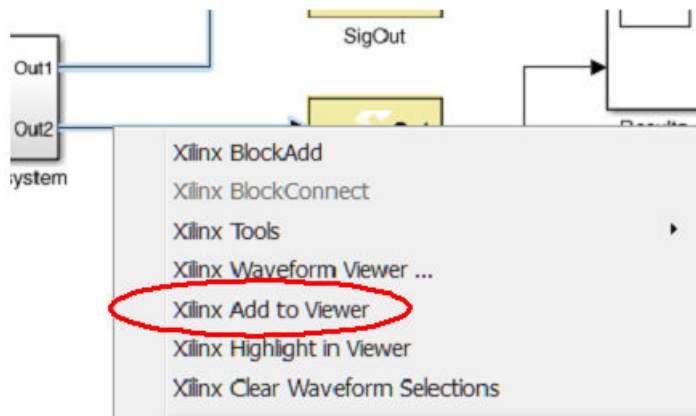 SigOut
Out1
Out2
ystem
Xilinx BlockAdd
Xilinx BlockConnect
Xilinx Tools
Xilinx Waveform Viewer ...
Xilinx Add to Viewer
Xilinx Highlight in Viewer
Xilinx Clear Waveform Selections